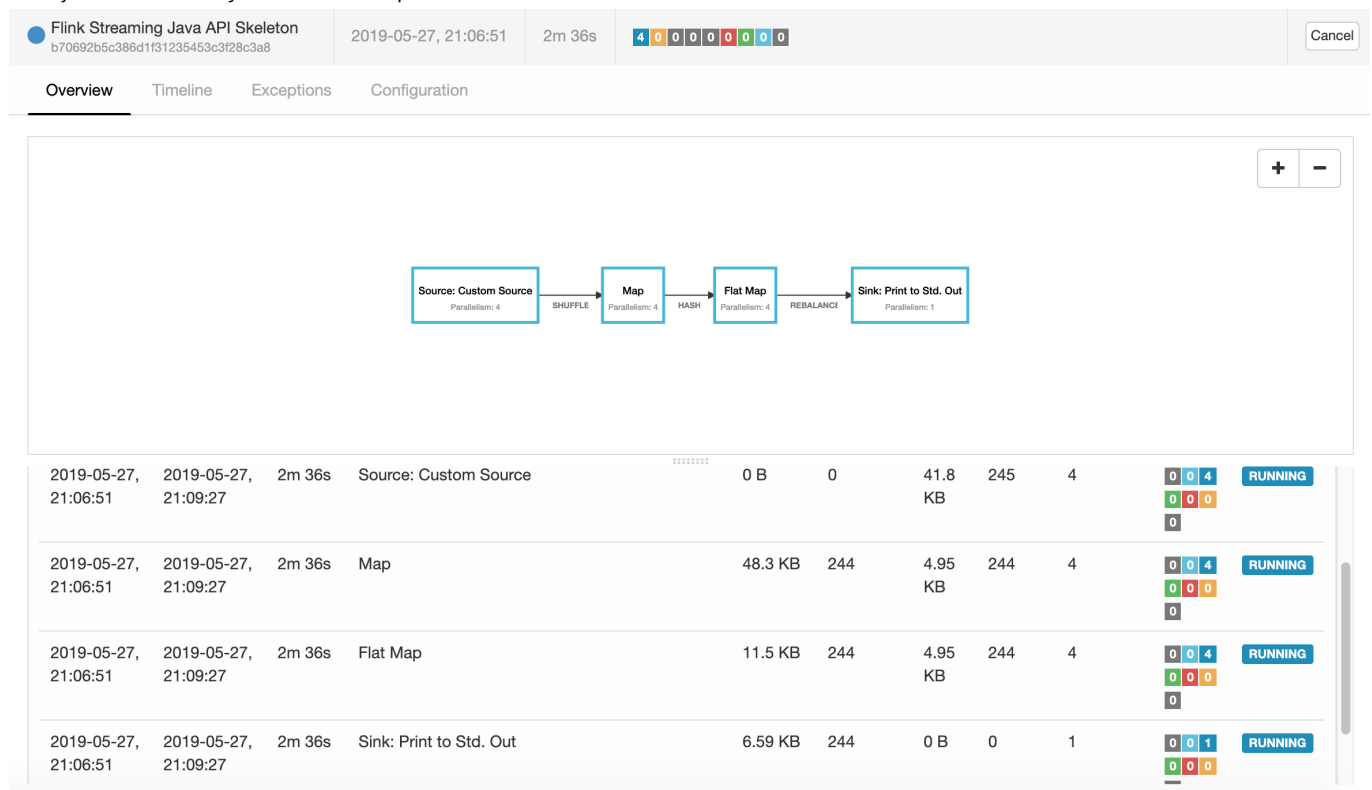 Flink Streaming Java API Skeleton
b70692b5c386d1f31235453c3f28c3a8
2019-05-27, 21:06:51
2m 36s
4 0 0 0 0 0 0 0 0
Cancel
Overview Timeline Exceptions Configuration
+ −
Source: Custom Source
Parallelism: 4
SHUFFLE
Map
Parallelism: 4
HASH
Flat Map
Parallelism: 4
REBALANCE
Sink: Print to Std. Out
Parallelism: 1
2019-05-27, 2019-05-27, 2m 36s Source: Custom Source 0 B 0 41.8 245 4 0 0 4 RUNNING
21:06:51 21:09:27 KB 0 0 0
0
2019-05-27, 2019-05-27, 2m 36s Map 48.3 KB 244 4.95 244 4 0 0 4 RUNNING
21:06:51 21:09:27 KB 0 0 0
0
2019-05-27, 2019-05-27, 2m 36s Flat Map 11.5 KB 244 4.95 244 4 0 0 4 RUNNING
21:06:51 21:09:27 KB 0 0 0
0
2019-05-27, 2019-05-27, 2m 36s Sink: Print to Std. Out 6.59 KB 244 0 B 0 1 0 0 1 RUNNING
21:06:51 21:09:27 0 0 0